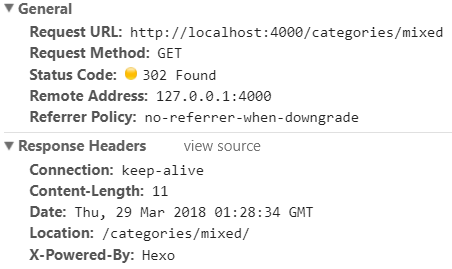 General
Request URL: http://localhost:4000/categories/mixed
Request Method: GET
Status Code: 302 Found
Remote Address: 127.0.0.1:4000
Referrer Policy: no-referrer-when-downgrade
Response Headers view source
Connection: keep-alive
Content-Length: 11
Date: Thu, 29 Mar 2018 01:28:34 GMT
Location: /categories/mixed/
X-Powered-By: Hexo